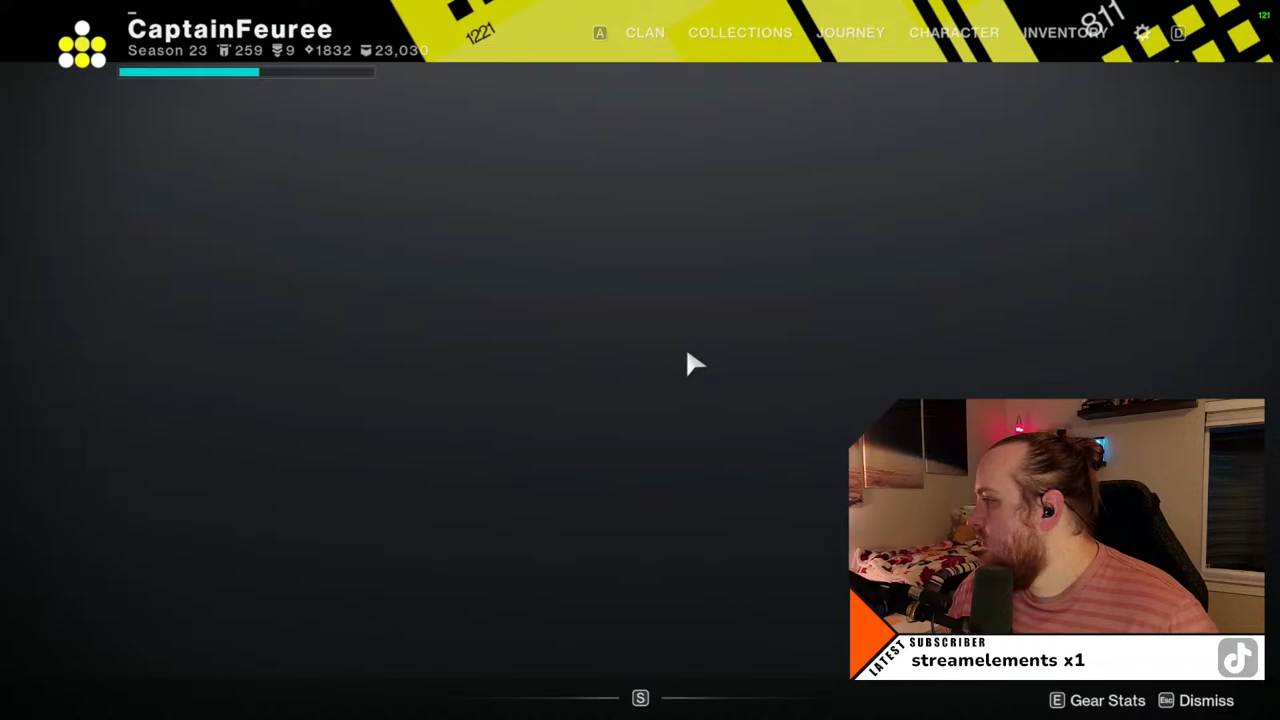 CaptainFeuree
Season 23 259 9 1832 23,030
1221
A CLAN COLLECTIONS JOURNEY CHARACTER INVENTORY D
811
121
LATEST SUBSCRIBER
streamelements x1
S
E Gear Stats Esc Dismiss